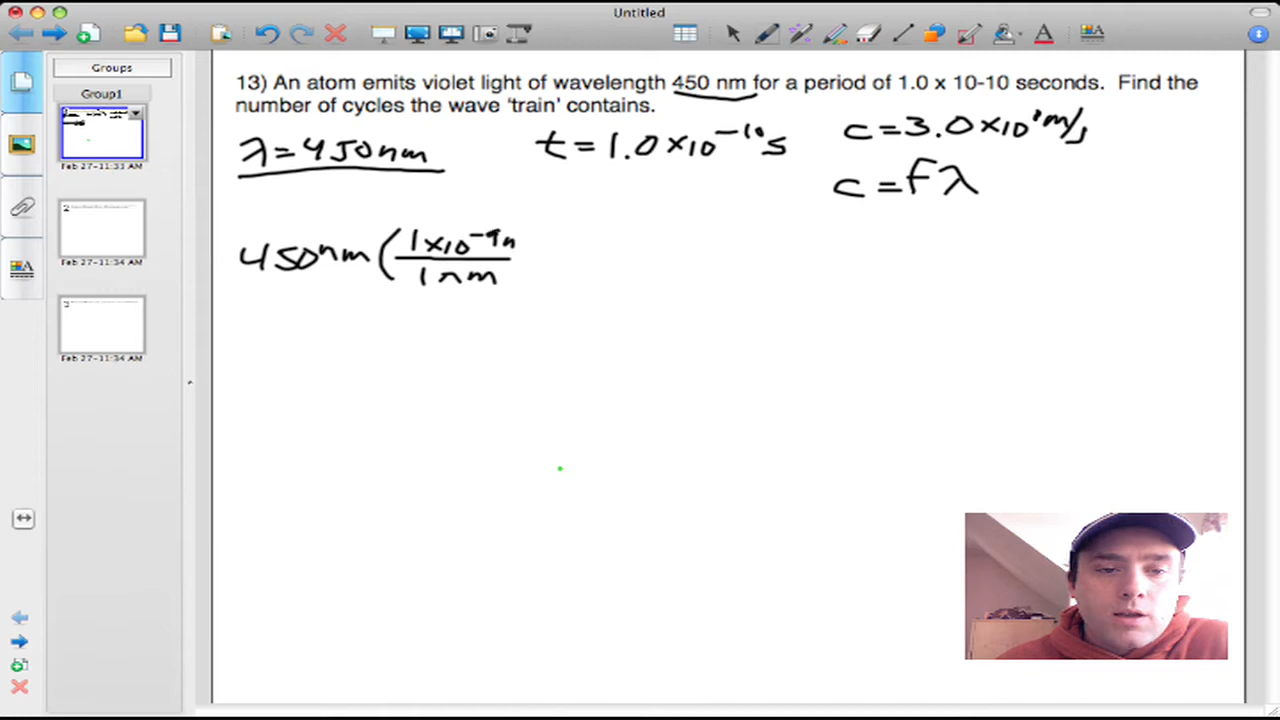 Untitled
Groups
Group1
Feb 27-11:33 AM
2
Feb 27-11:34 AM
3
Feb 27-11:34 AM
13) An atom emits violet light of wavelength 450 nm for a period of 1.0 x 10-10 seconds. Find the
number of cycles the wave 'train' contains.
λ=450nm t=1.0×10⁻¹⁰s c=3.0×10⁸m/s
c=fλ
450nm (1×10⁻⁹m
1nm